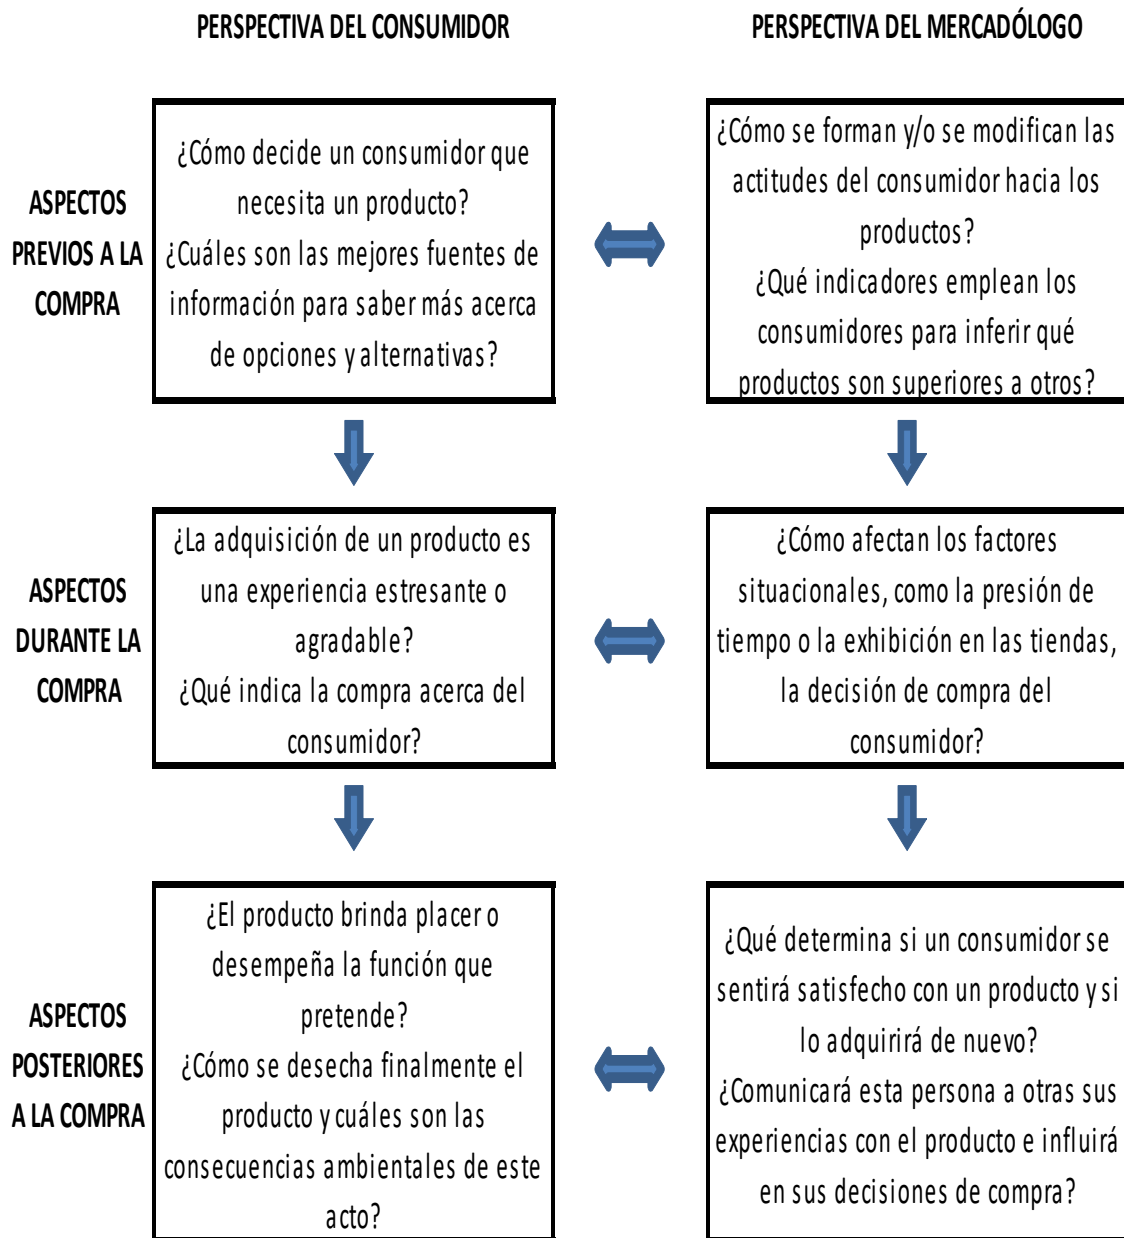 PERSPECTIVA DEL CONSUMIDOR
PERSPECTIVA DEL MERCADÓLOGO
ASPECTOS
PREVIOS A LA
COMPRA
¿Cómo decide un consumidor que
necesita un producto?
¿Cuáles son las mejores fuentes de
información para saber más acerca
de opciones y alternativas?
¿Cómo se forman y/o se modifican las
actitudes del consumidor hacia los
productos?
¿Qué indicadores emplean los
consumidores para inferir qué
productos son superiores a otros?
ASPECTOS
DURANTE LA
COMPRA
¿La adquisición de un producto es
una experiencia estresante o
agradable?
¿Qué indica la compra acerca del
consumidor?
¿Cómo afectan los factores
situacionales, como la presión de
tiempo o la exhibición en las tiendas,
la decisión de compra del
consumidor?
ASPECTOS
POSTERIORES
A LA COMPRA
¿El producto brinda placer o
desempeña la función que
pretende?
¿Cómo se desecha finalmente el
producto y cuáles son las
consecuencias ambientales de este
acto?
¿Qué determina si un consumidor se
sentirá satisfecho con un producto y si
lo adquirirá de nuevo?
¿Comunicará esta persona a otras sus
experiencias con el producto e influirá
en sus decisiones de compra?